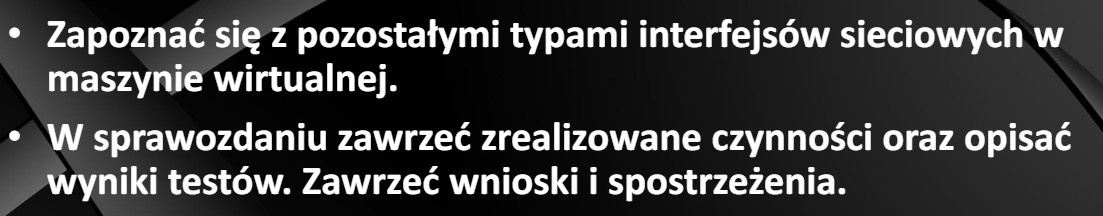 • Zapoznać się z pozostałymi typami interfejsów sieciowych w
maszynie wirtualnej.
• W sprawozdaniu zawrzeć zrealizowane czynności oraz opisać
wyniki testów. Zawrzeć wnioski i spostrzeżenia.